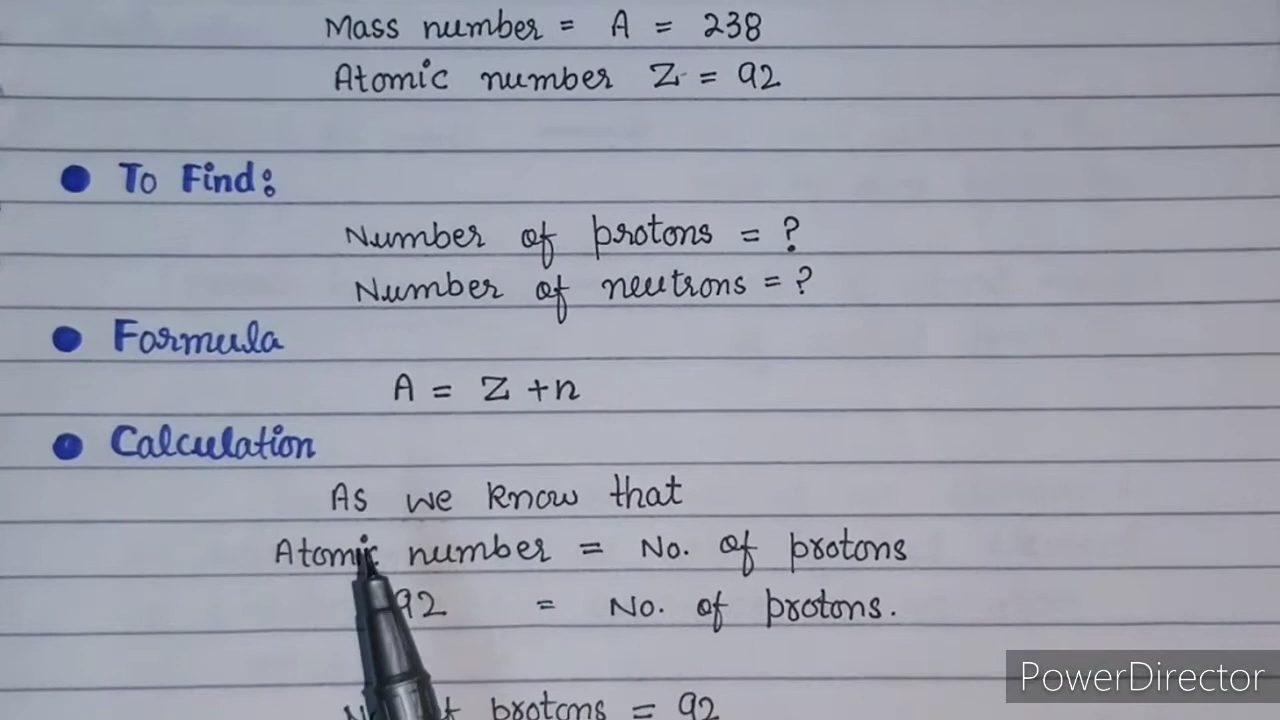 Mass number = A = 238
Atomic number Z = 92
• To Find:
Number of protons = ?
Number of neutrons = ?
• Formula
A = Z + n
• Calculation
As we know that
Atomic number = No. of protons
92 = No. of protons.
protons = 92
PowerDirector